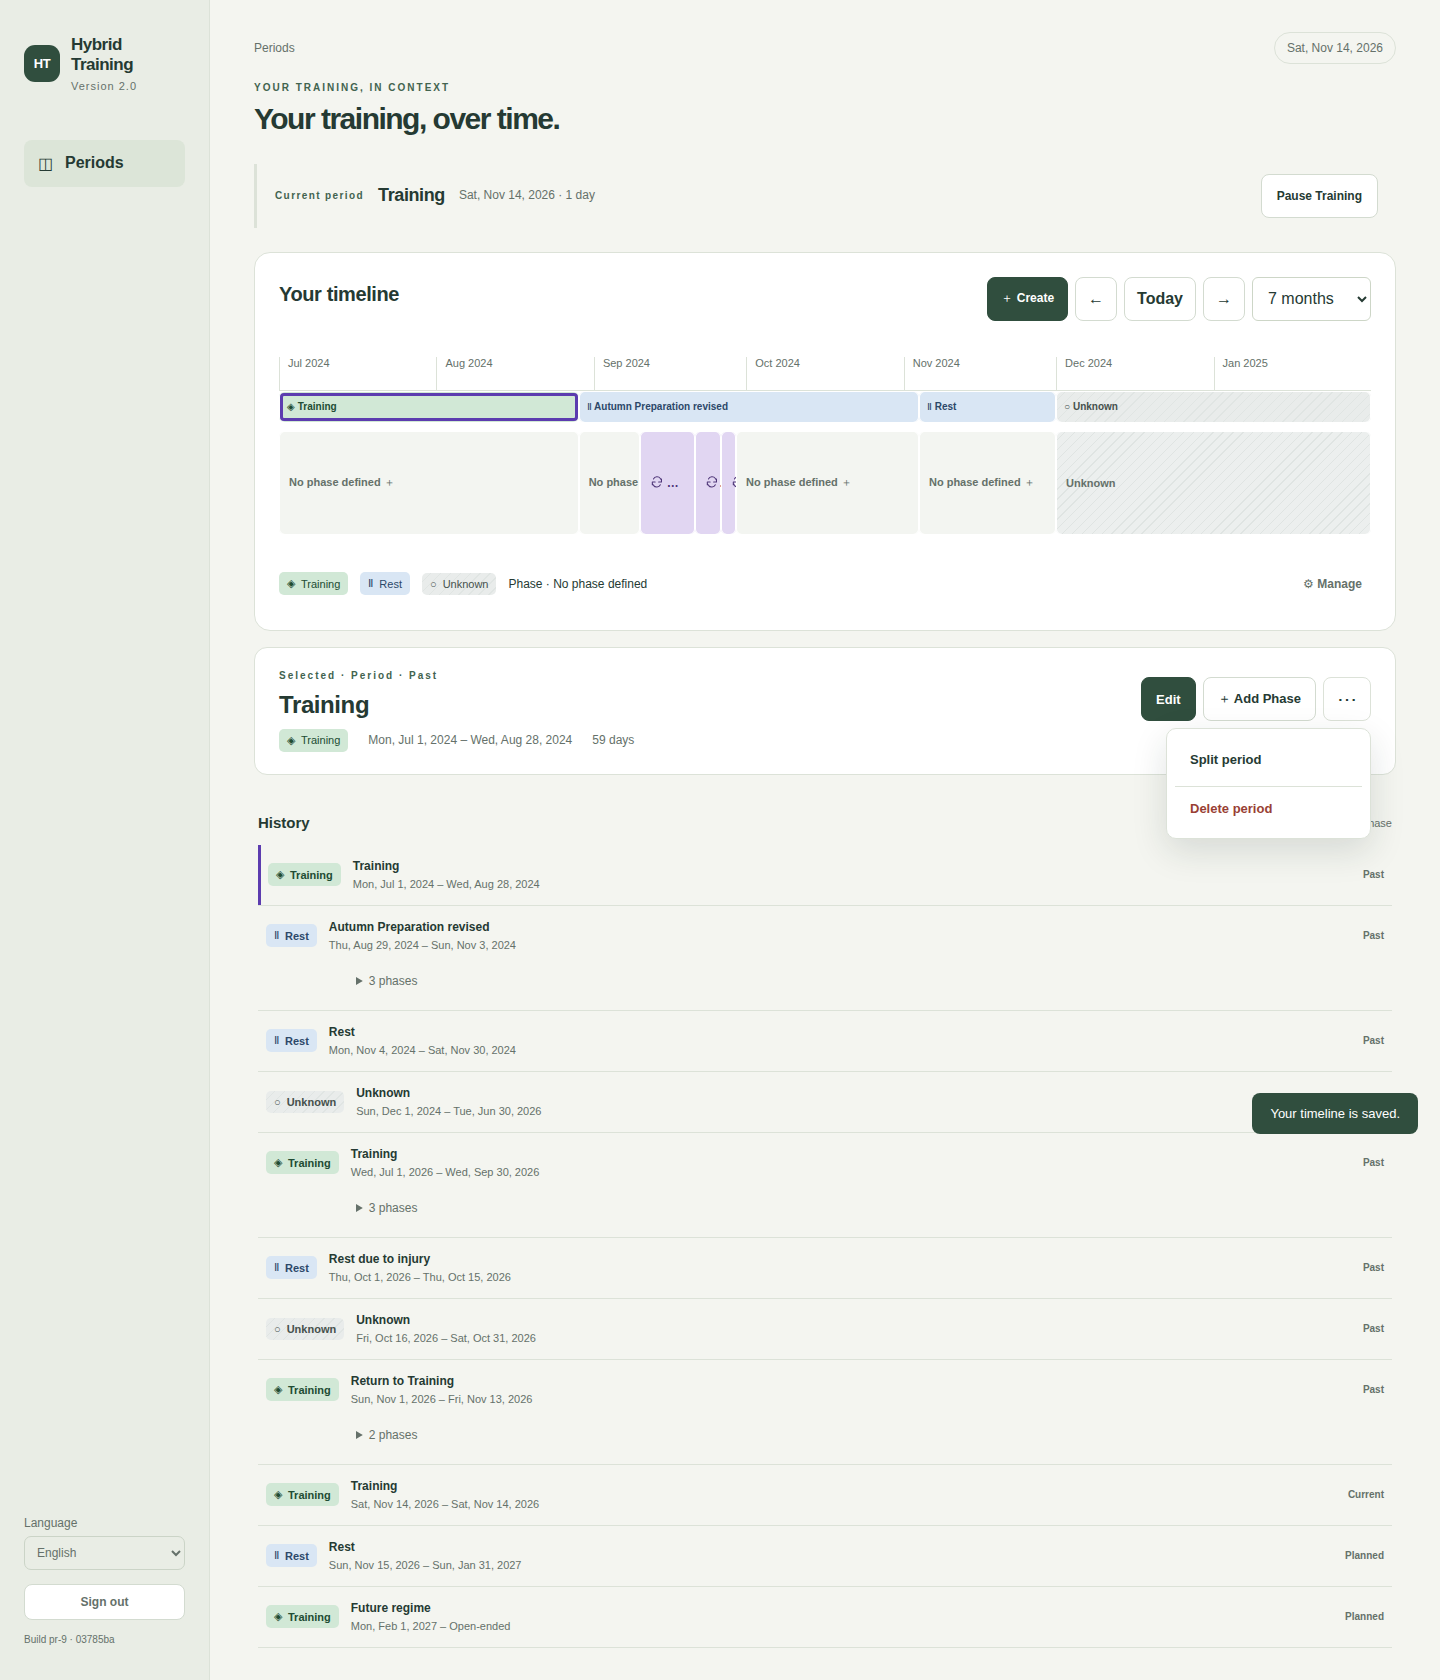 HT
Hybrid
Training
Version 2.0
Periods
Language
English
Sign out
Build pr-9 · 03785ba
Periods
Sat, Nov 14, 2026
YOUR TRAINING, IN CONTEXT
Your training, over time.
Current period Training Sat, Nov 14, 2026 · 1 day
Pause Training
Your timeline
+ Create
←
Today
→
7 months
Jul 2024 Aug 2024 Sep 2024 Oct 2024 Nov 2024 Dec 2024 Jan 2025
Training
Autumn Preparation revised
Rest
Unknown
No phase defined +
No phase
...
No phase defined +
No phase defined +
Unknown
Training
Rest
Unknown
Phase · No phase defined
Manage
Selected · Period · Past
Training
Training Mon, Jul 1, 2024 – Wed, Aug 28, 2024 59 days
Edit
+ Add Phase
···
Split period
Delete period
History
Training Training
Mon, Jul 1, 2024 – Wed, Aug 28, 2024
Past
Rest Autumn Preparation revised
Thu, Aug 29, 2024 – Sun, Nov 3, 2024
Past
3 phases
Rest Rest
Mon, Nov 4, 2024 – Sat, Nov 30, 2024
Past
Unknown Unknown
Sun, Dec 1, 2024 – Tue, Jun 30, 2026
Your timeline is saved.
Training Training
Wed, Jul 1, 2026 – Wed, Sep 30, 2026
Past
3 phases
Rest Rest due to injury
Thu, Oct 1, 2026 – Thu, Oct 15, 2026
Past
Unknown Unknown
Fri, Oct 16, 2026 – Sat, Oct 31, 2026
Past
Training Return to Training
Sun, Nov 1, 2026 – Fri, Nov 13, 2026
Past
2 phases
Training Training
Sat, Nov 14, 2026 – Sat, Nov 14, 2026
Current
Rest Rest
Sun, Nov 15, 2026 – Sun, Jan 31, 2027
Planned
Training Future regime
Mon, Feb 1, 2027 – Open-ended
Planned